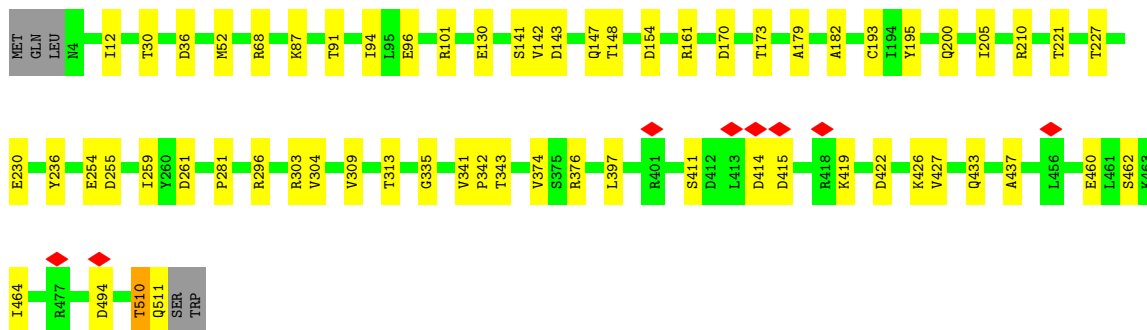 MET GLN LEU N4 I12 T30 D36 M52 R68 K87 T91 I94 L95 E96 R101 E130 S141 V142 D143 Q147 T148 D154 R161 D170 T173 A179 A182 C193 I194 Y195 Q200 I205 R210 T221 T227
E230 Y236 E254 D255 I259 Y260 D261 P281 R296 R303 V304 V309 T313 G335 V341 P342 T343 V374 S375 R376 L397 R401 S411 D412 L413 D414 D415 R418 K419 D422 K426 V427 Q433 A437 L456 E460 L461 S462 K463
I464 R477 D494 T510 Q511 SER TRP